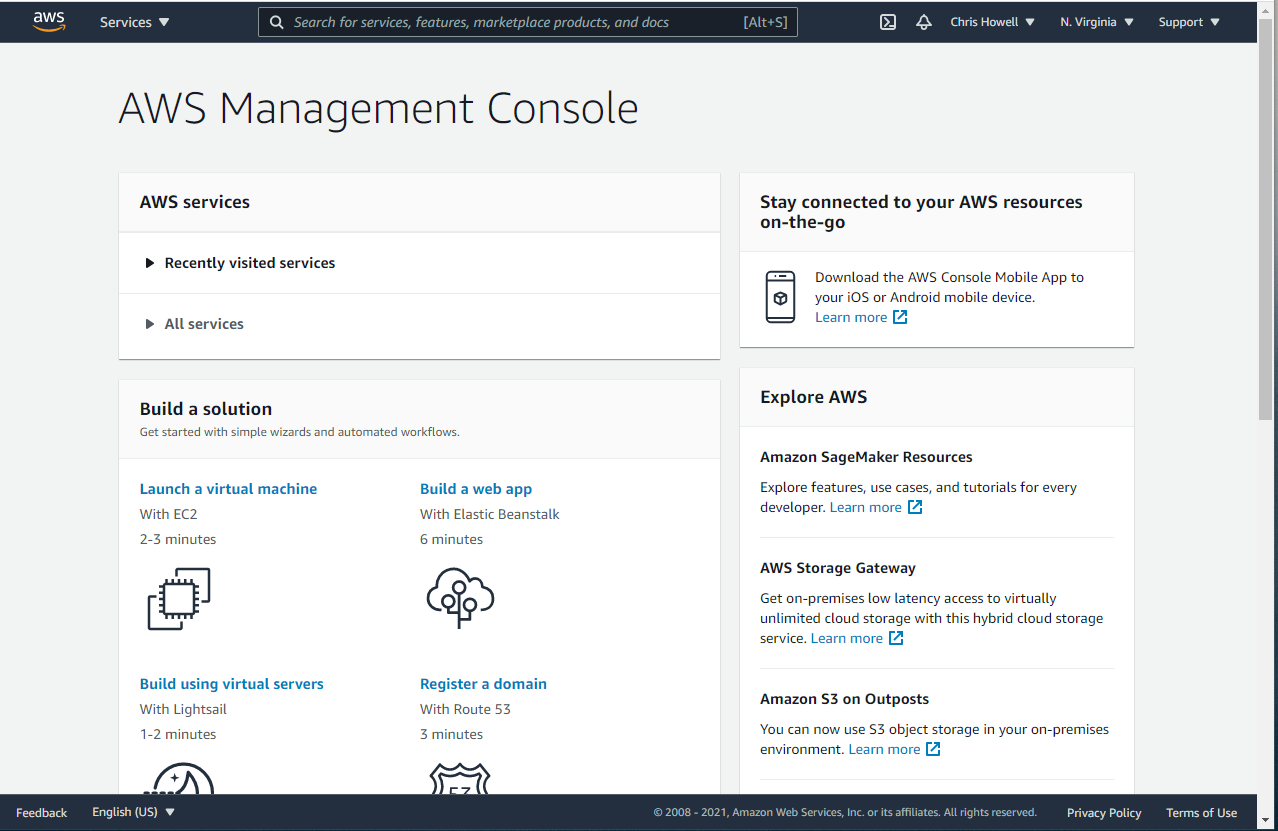 aws
Services
Search for services, features, marketplace products, and docs
[Alt+S]
Chris Howell
N. Virginia
Support
AWS Management Console
AWS services
Recently visited services
All services
Stay connected to your AWS resources
on-the-go
Download the AWS Console Mobile App to
your iOS or Android mobile device.
Learn more
Build a solution
Get started with simple wizards and automated workflows.
Launch a virtual machine
With EC2
2-3 minutes
Build a web app
With Elastic Beanstalk
6 minutes
Build using virtual servers
With Lightsail
1-2 minutes
Register a domain
With Route 53
3 minutes
Explore AWS
Amazon SageMaker Resources
Explore features, use cases, and tutorials for every
developer. Learn more
AWS Storage Gateway
Get on-premises low latency access to virtually
unlimited cloud storage with this hybrid cloud storage
service. Learn more
Amazon S3 on Outposts
You can now use S3 object storage in your on-premises
environment. Learn more
Feedback
English (US)
© 2008 - 2021, Amazon Web Services, Inc. or its affiliates. All rights reserved.
Privacy Policy
Terms of Use